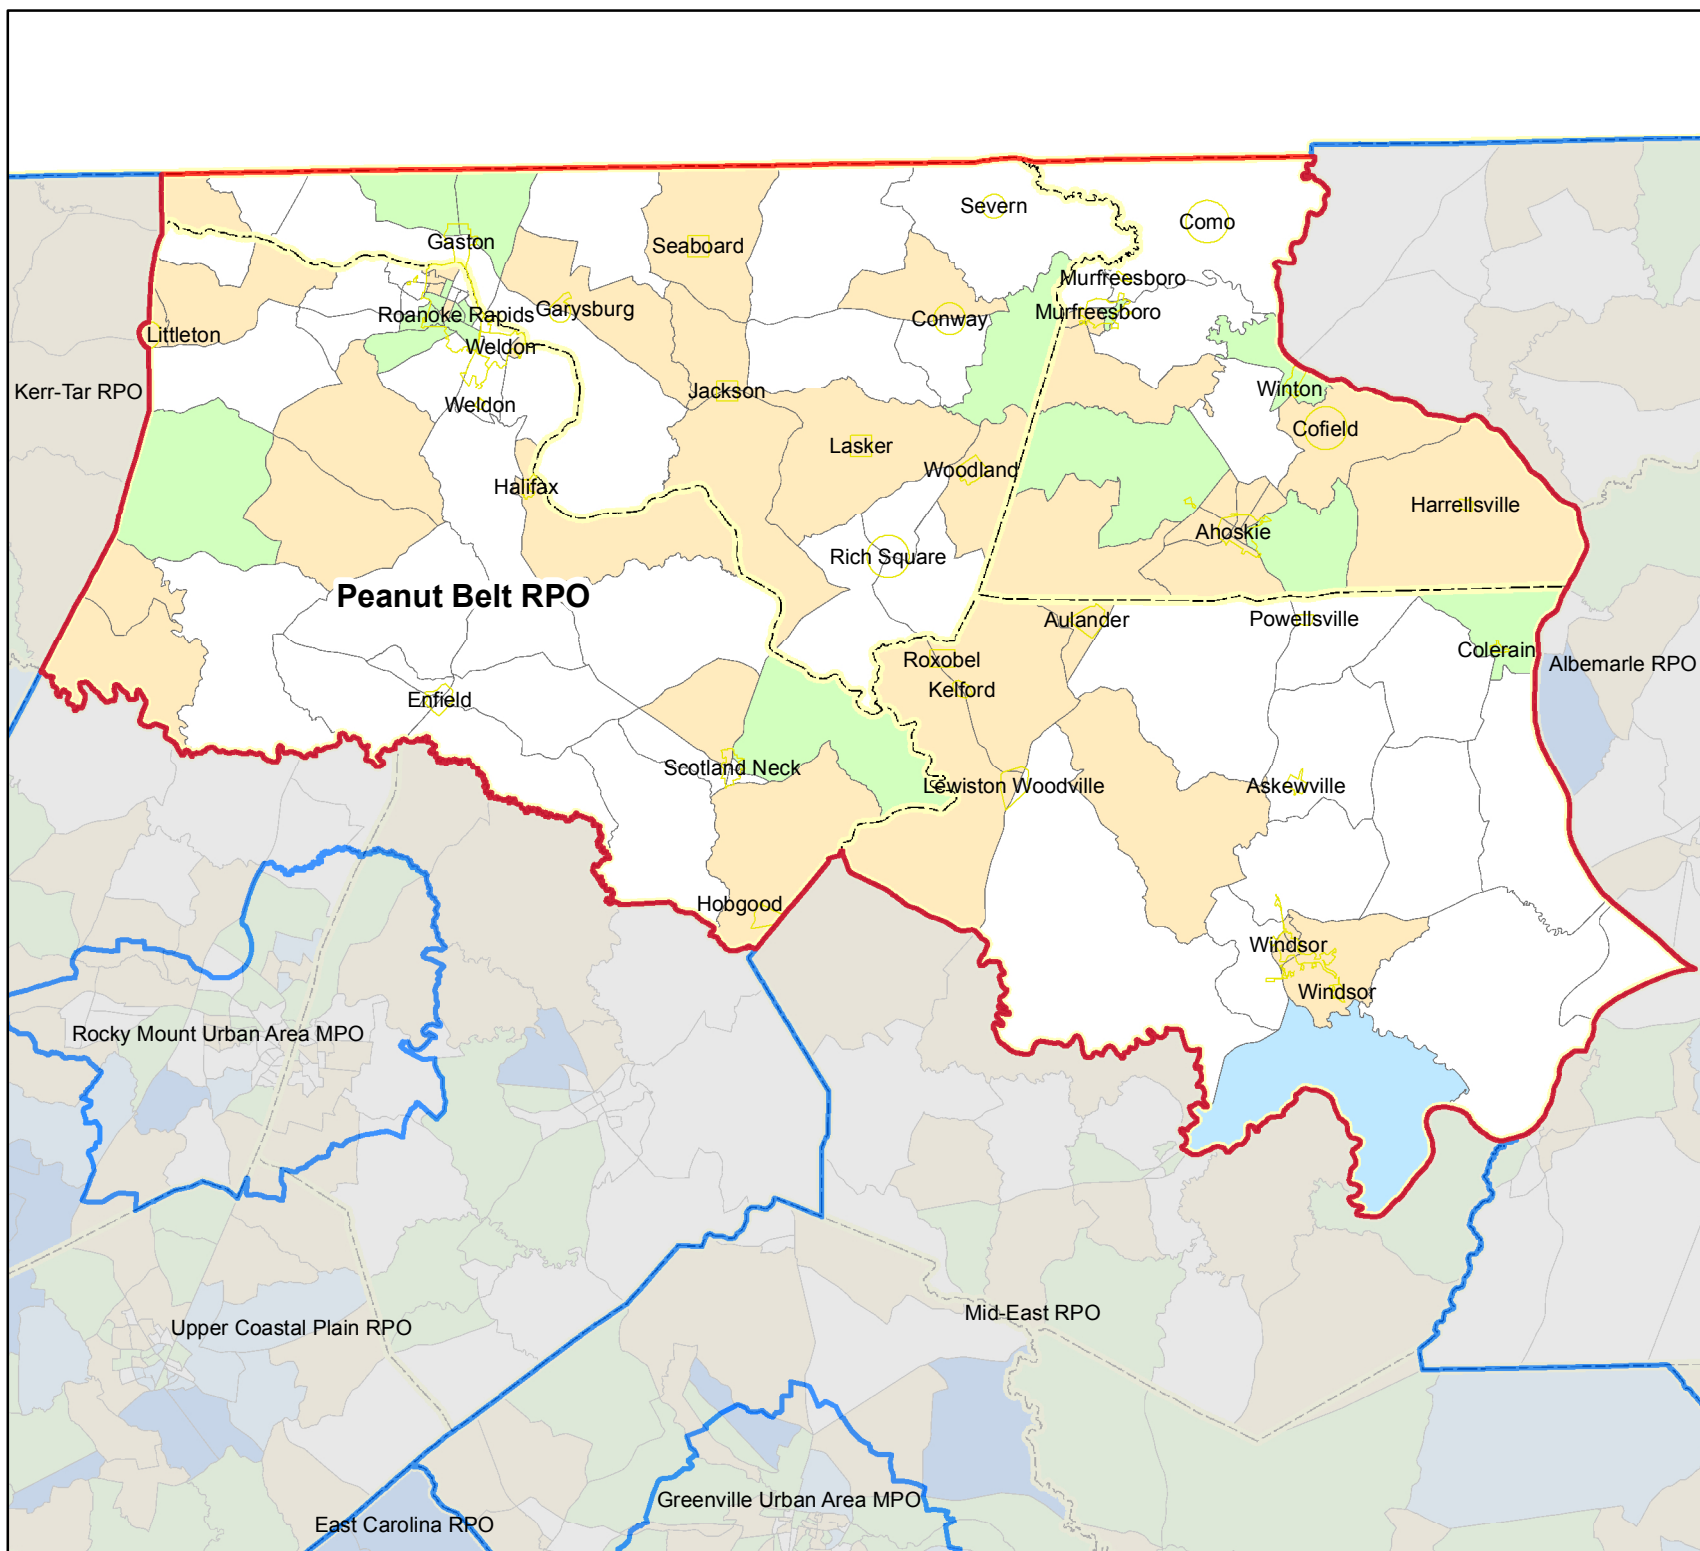 Severn
Como
Gaston
Seaboard
Murfreesboro
Roanoke Rapids
Garysburg
Conway
Murfreesboro
Littleton
Weldon
Kerr-Tar RPO
Jackson
Winton
Weldon
Cofield
Lasker
Woodland
Halifax
Harrellsville
Ahoskie
Rich Square
Peanut Belt RPO
Aulander
Powellsville
Colerain
Albemarle RPO
Roxobel
Kelford
Enfield
Scotland Neck
Lewiston Woodville
Askewville
Hobgood
Windsor
Windsor
Rocky Mount Urban Area MPO
Mid-East RPO
Upper Coastal Plain RPO
Greenville Urban Area MPO
East Carolina RPO